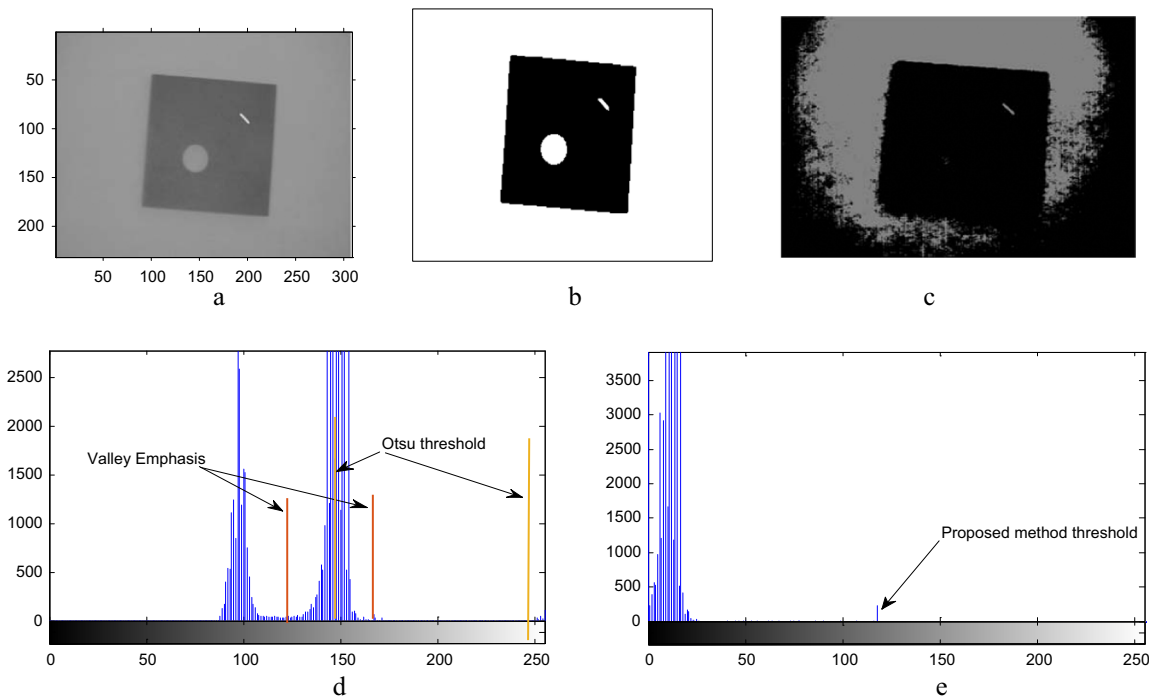 50
100
150
200
50 100 150 200 250 300
a
b
c
2500
2000
1500
1000
500
0
0 50 100 150 200 250
Valley Emphasis
Otsu threshold
d
3500
3000
2500
2000
1500
1000
500
0
0 50 100 150 200 250
Proposed method threshold
e